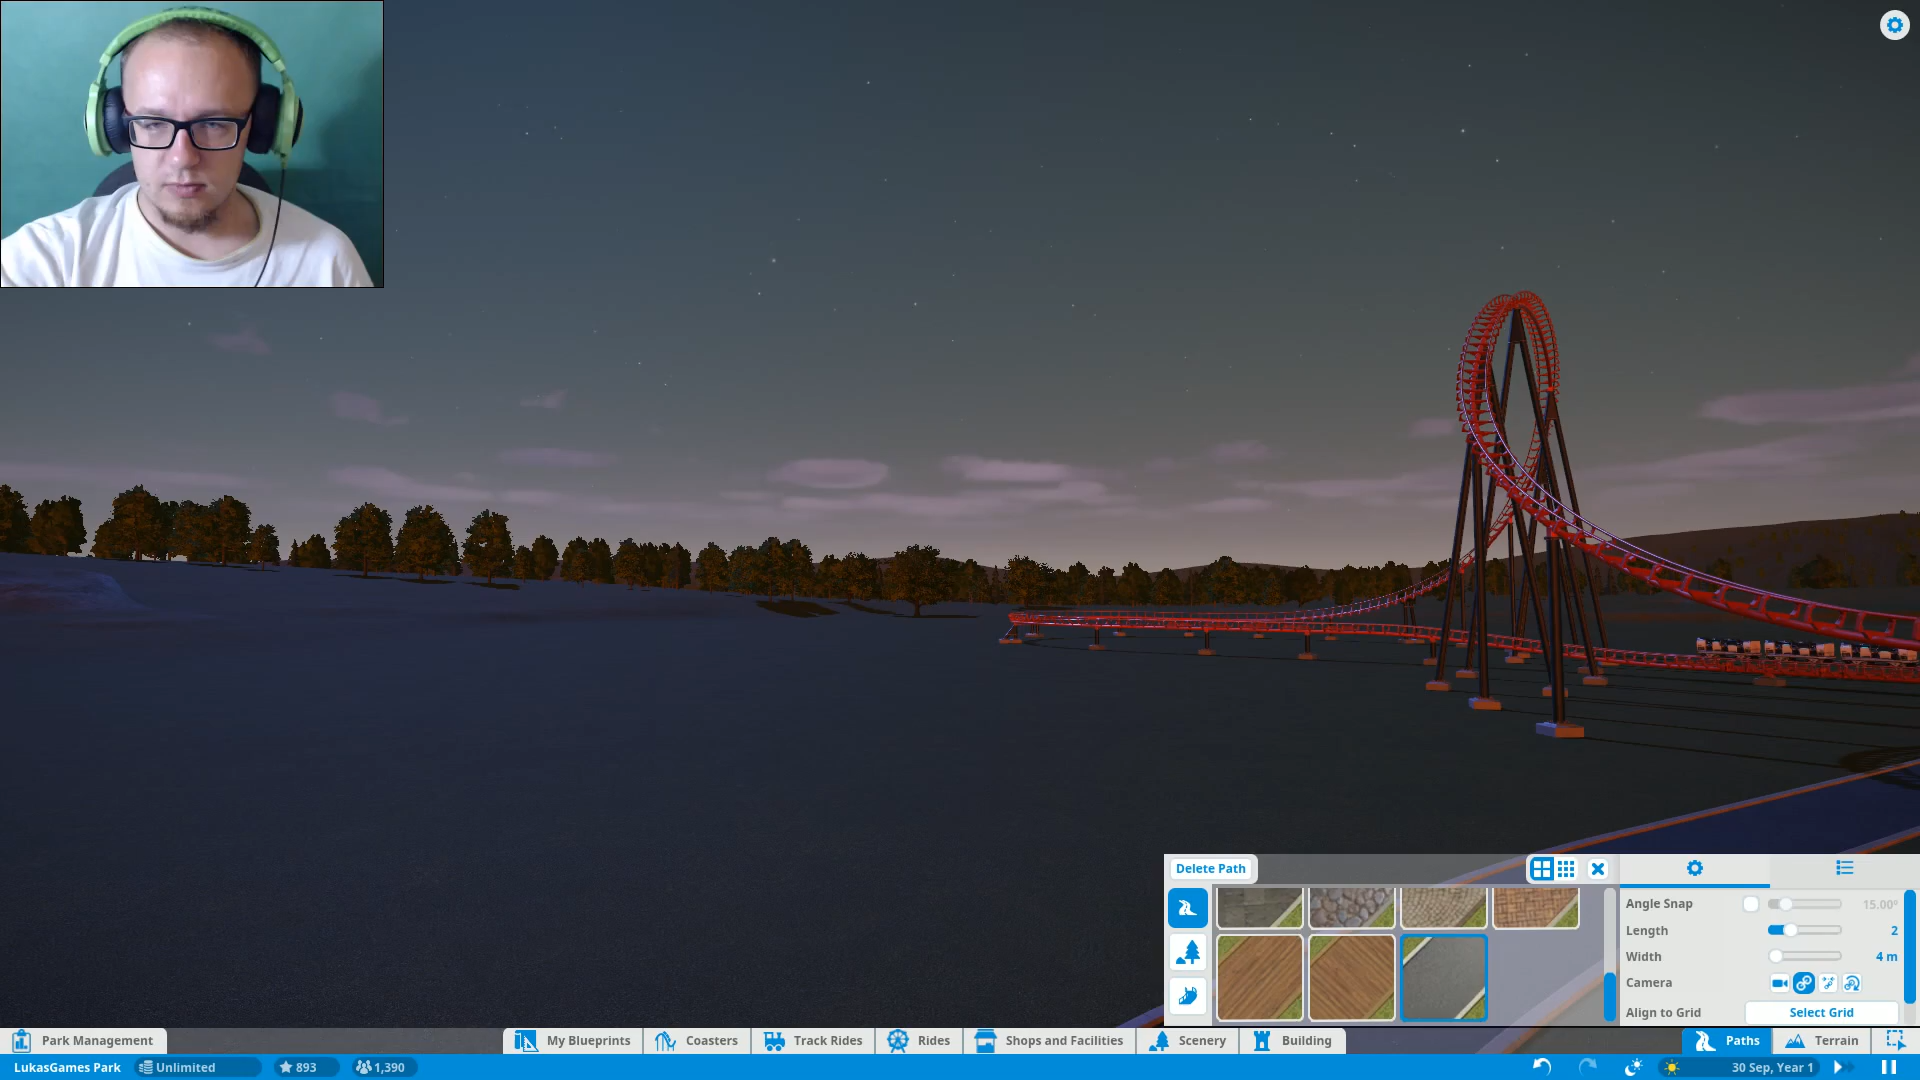 Delete Path
Angle Snap 15.00°
Length 2
Width 4 m
Camera
Align to Grid Select Grid
Park Management My Blueprints Coasters Track Rides Rides Shops and Facilities Scenery Building Paths Terrain
LukasGames Park Unlimited 893 1,390 30 Sep, Year 1